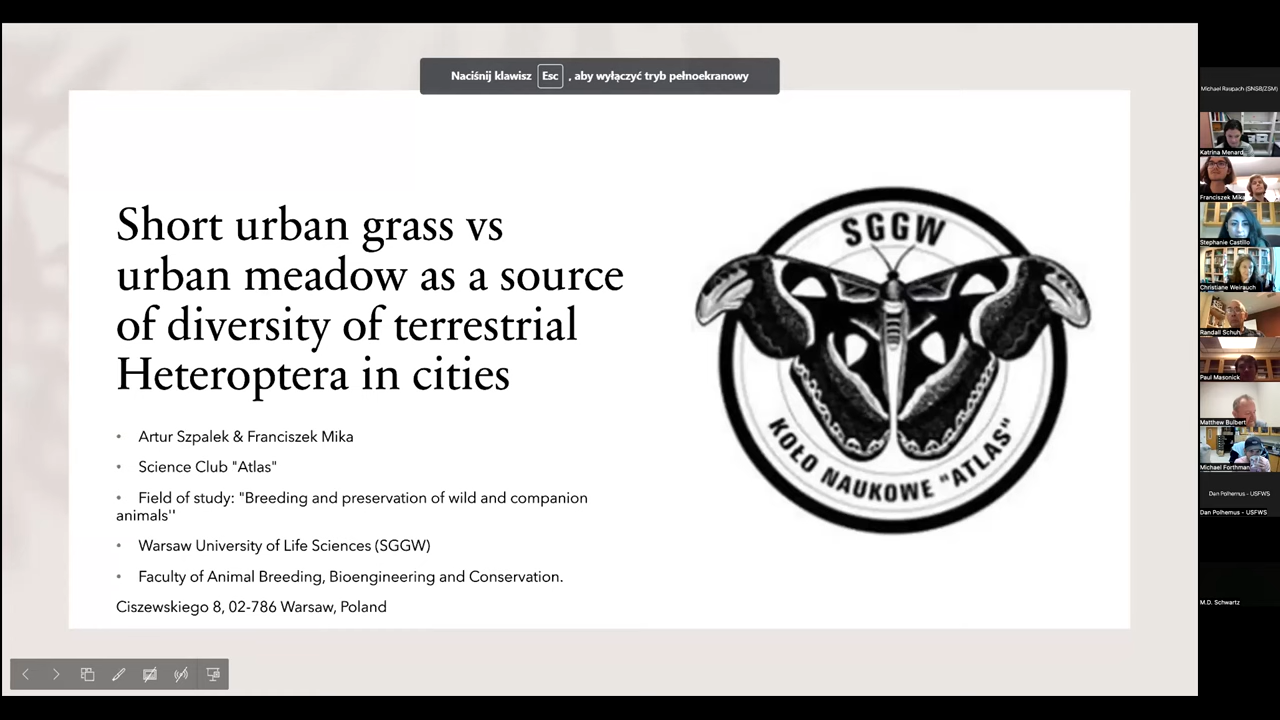 Naciśnij klawisz Esc , aby wyłączyć tryb pełnoekranowy
Short urban grass vs
urban meadow as a source
of diversity of terrestrial
Heteroptera in cities
• Artur Szpalek & Franciszek Mika
• Science Club "Atlas"
• Field of study: "Breeding and preservation of wild and companion
animals''
• Warsaw University of Life Sciences (SGGW)
• Faculty of Animal Breeding, Bioengineering and Conservation.
Ciszewskiego 8, 02-786 Warsaw, Poland
SGGW
KOŁO NAUKOWE "ATLAS"
Michael Raupach (SNSB/ZSM)
Katrina Menard
Franciszek Mika
Stephanie Castillo
Christiane Weirauch
Randall Schuh
Paul Masonick
Matthew Bulbert
Michael Forthman
Dan Polhemus - USFWS
Dan Polhemus - USFWS
M.D. Schwartz